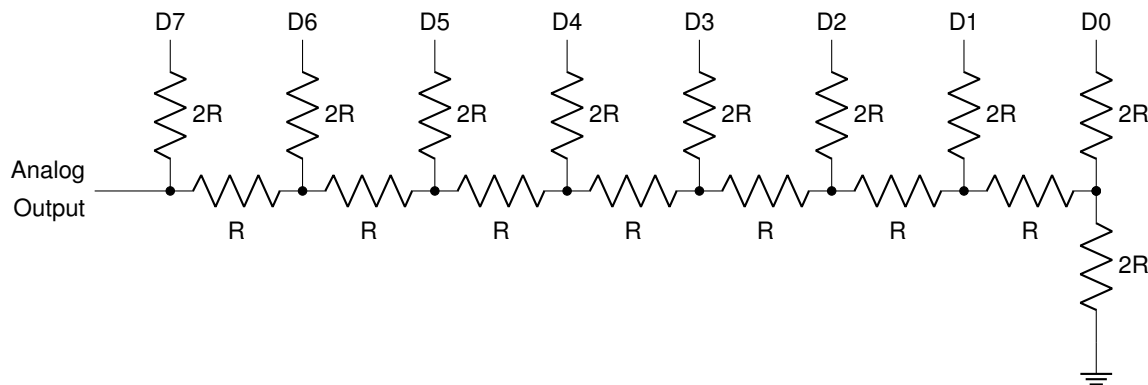 D7 D6 D5 D4 D3 D2 D1 D0
2R 2R 2R 2R 2R 2R 2R 2R
Analog
Output
R R R R R R R
2R